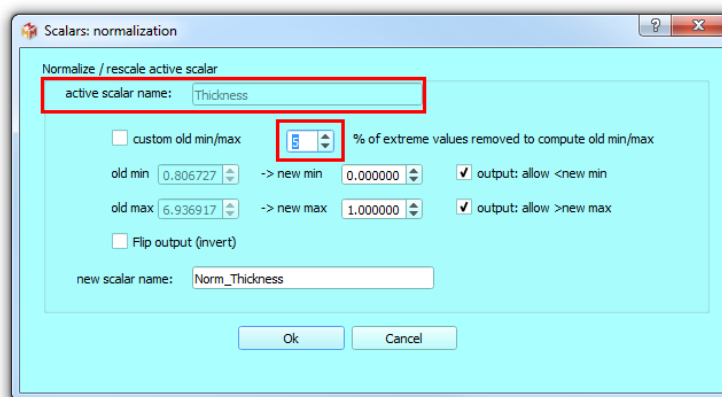 Scalars: normalization
Normalize / rescale active scalar
active scalar name: Thickness
custom old min/max 5 % of extreme values removed to compute old min/max
old min 0.806727 -> new min 0.000000 output: allow <new min
old max 6.936917 -> new max 1.000000 output: allow >new max
Flip output (invert)
new scalar name: Norm_Thickness
Ok Cancel